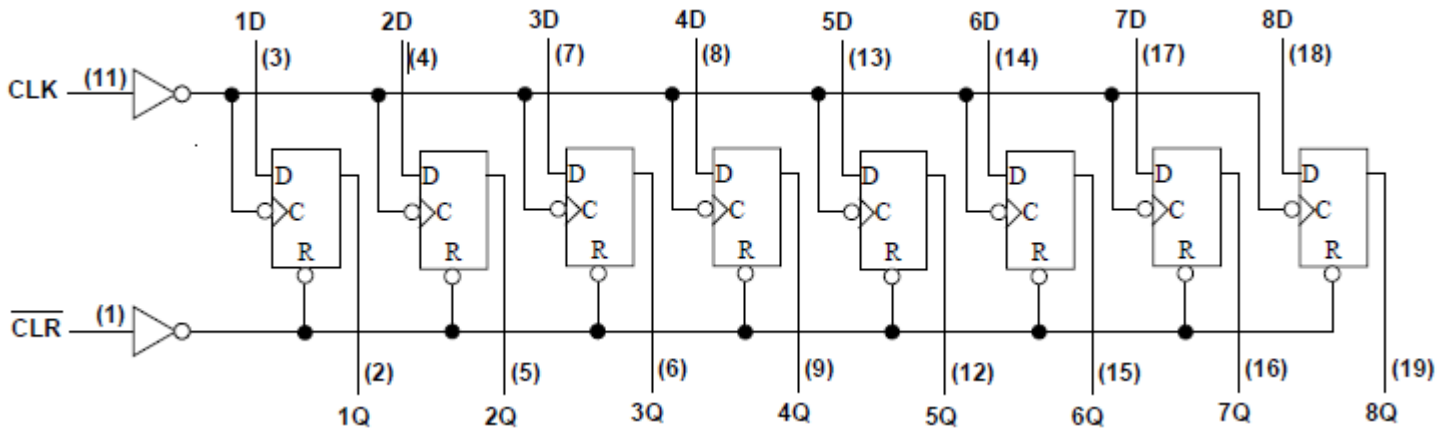 1D 2D 3D 4D 5D 6D 7D 8D
(3) (4) (7) (8) (13) (14) (17) (18)
CLK (11)
D D D D D D D D
C C C C C C C C
R R R R R R R R
CLR (1)
(2) (5) (6) (9) (12) (15) (16) (19)
1Q 2Q 3Q 4Q 5Q 6Q 7Q 8Q